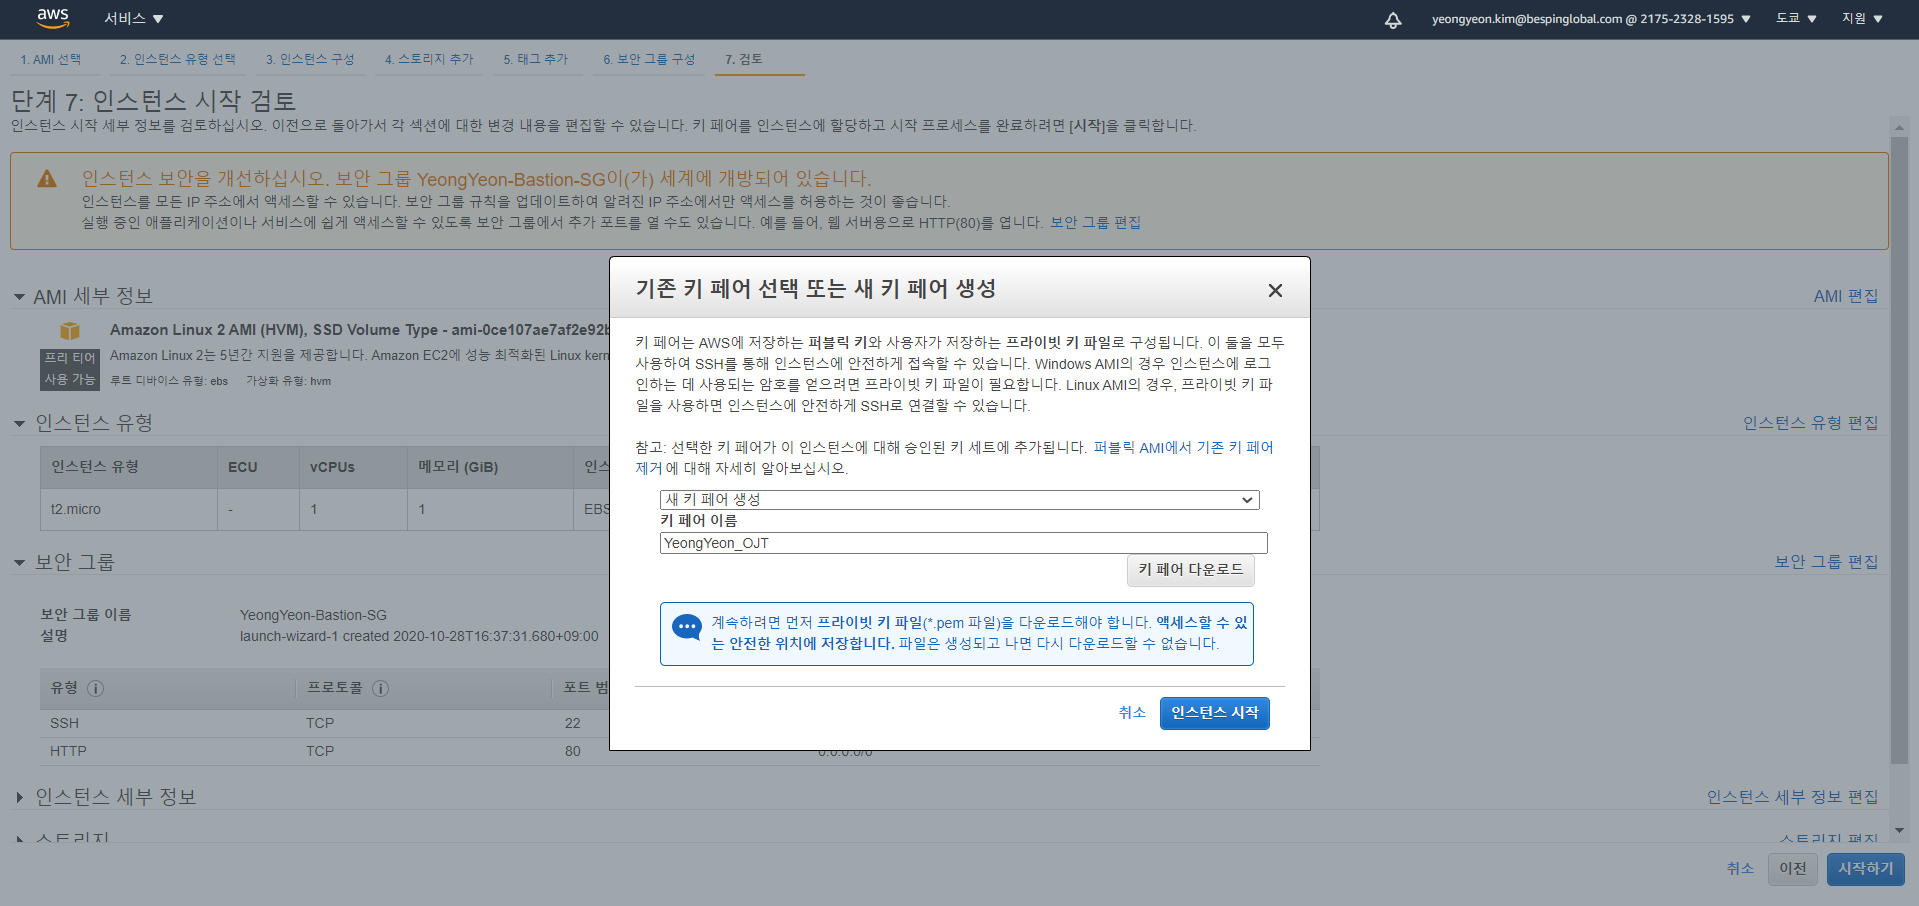 aws
서비스
yeongyeon.kim@bespinglobal.com @ 2175-2328-1595
도쿄
지원
1. AMI 선택
2. 인스턴스 유형 선택
3. 인스턴스 구성
4. 스토리지 추가
5. 태그 추가
6. 보안 그룹 구성
7. 검토
단계 7: 인스턴스 시작 검토
인스턴스 시작 세부 정보를 검토하십시오. 이전으로 돌아가서 각 섹션에 대한 변경 내용을 편집할 수 있습니다. 키 페어를 인스턴스에 할당하고 시작 프로세스를 완료하려면 [시작]을 클릭합니다.
인스턴스 보안을 개선하십시오. 보안 그룹 YeongYeon-Bastion-SG이(가) 세계에 개방되어 있습니다.
인스턴스를 모든 IP 주소에서 액세스할 수 있습니다. 보안 그룹 규칙을 업데이트하여 알려진 IP 주소에서만 액세스를 허용하는 것이 좋습니다.
실행 중인 애플리케이션이나 서비스에 쉽게 액세스할 수 있도록 보안 그룹에서 추가 포트를 열 수도 있습니다. 예를 들어, 웹 서버용으로 HTTP(80)를 엽니다. 보안 그룹 편집
AMI 세부 정보
AMI 편집
Amazon Linux 2 AMI (HVM), SSD Volume Type - ami-0ce107ae7af2e92b
프리 티어
사용 가능
Amazon Linux 2는 5년간 지원을 제공합니다. Amazon EC2에 성능 최적화된 Linux kern
루트 디바이스 유형: ebs 가상화 유형: hvm
인스턴스 유형
인스턴스 유형 편집
인스턴스 유형 ECU vCPUs 메모리 (GiB) 인스
t2.micro - 1 1 EBS
보안 그룹
보안 그룹 편집
보안 그룹 이름 YeongYeon-Bastion-SG
설명 launch-wizard-1 created 2020-10-28T16:37:31.680+09:00
유형 프로토콜 포트 범
SSH TCP 22
HTTP TCP 80 0.0.0.0/0
인스턴스 세부 정보
인스턴스 세부 정보 편집
스토리지
스토리지 편집
취소
이전
시작하기
기존 키 페어 선택 또는 새 키 페어 생성
키 페어는 AWS에 저장하는 퍼블릭 키와 사용자가 저장하는 프라이빗 키 파일로 구성됩니다. 이 둘을 모두
사용하여 SSH를 통해 인스턴스에 안전하게 접속할 수 있습니다. Windows AMI의 경우 인스턴스에 로그
인하는 데 사용되는 암호를 얻으려면 프라이빗 키 파일이 필요합니다. Linux AMI의 경우, 프라이빗 키 파
일을 사용하면 인스턴스에 안전하게 SSH로 연결할 수 있습니다.
참고: 선택한 키 페어가 이 인스턴스에 대해 승인된 키 세트에 추가됩니다. 퍼블릭 AMI에서 기존 키 페어
제거 에 대해 자세히 알아보십시오.
새 키 페어 생성
키 페어 이름
YeongYeon_OJT
키 페어 다운로드
계속하려면 먼저 프라이빗 키 파일(*.pem 파일)을 다운로드해야 합니다. 액세스할 수 있
는 안전한 위치에 저장합니다. 파일은 생성되고 나면 다시 다운로드할 수 없습니다.
취소
인스턴스 시작